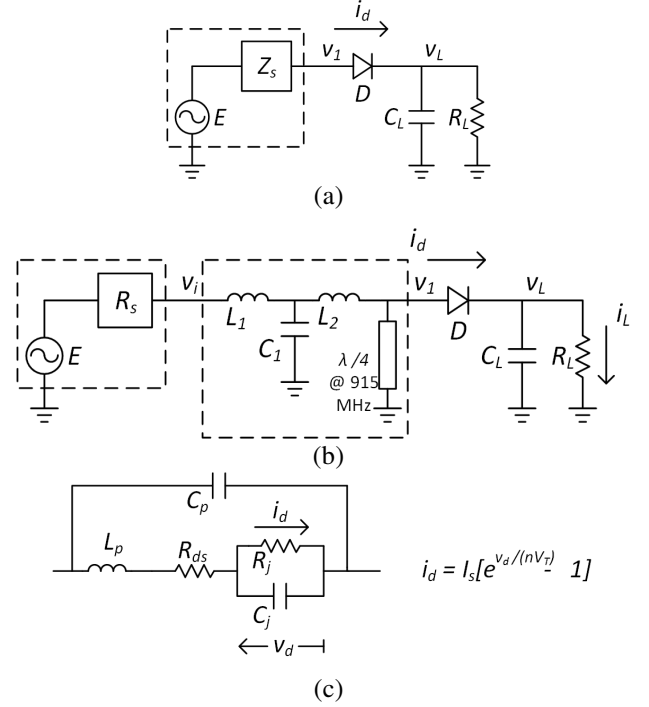 i_d
v_1
v_L
Z_s
D
E
C_L
R_L
(a)
i_d
v_i
v_1
v_L
i_L
R_s
L_1
L_2
D
E
C_1
λ/4
@ 915
MHz
C_L
R_L
(b)
C_p
i_d
L_p
R_ds
R_j
i_d = I_s[e^{v_d/(nV_T)} - 1]
C_j
v_d
(c)